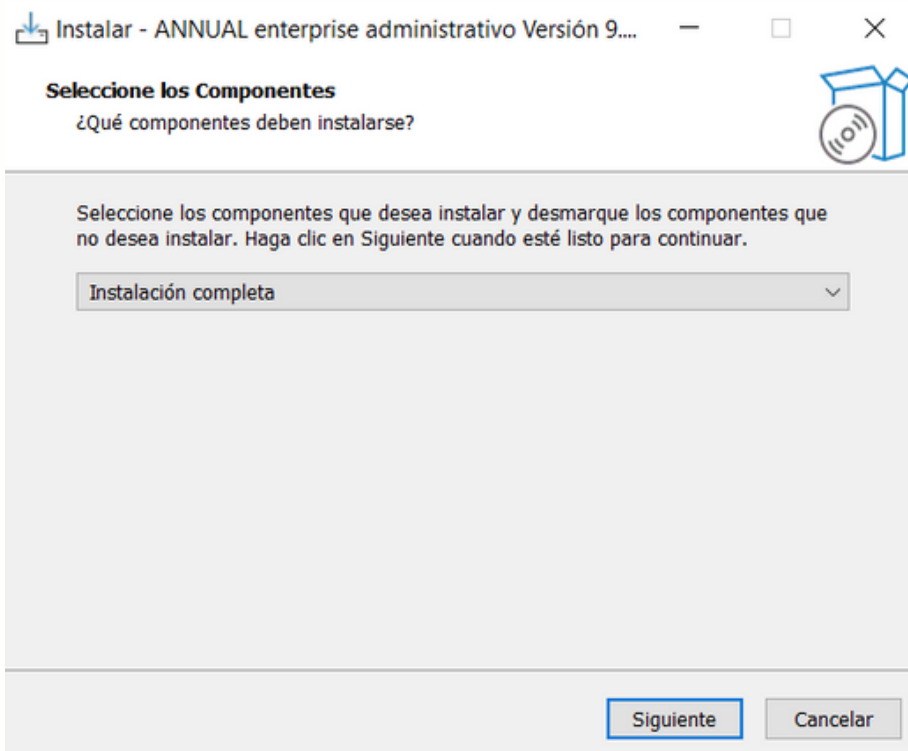 Instalar - ANNUAL enterprise administrativo Versión 9....
Seleccione los Componentes
¿Qué componentes deben instalarse?
Seleccione los componentes que desea instalar y desmarque los componentes que
no desea instalar. Haga clic en Siguiente cuando esté listo para continuar.
Instalación completa
Siguiente
Cancelar